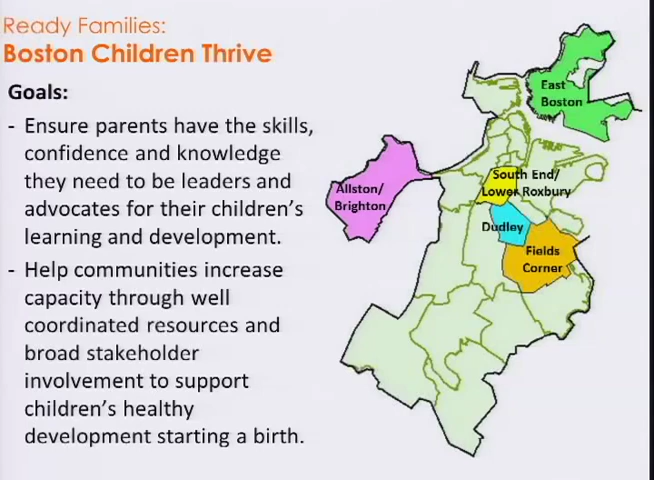 Ready Families:
Boston Children Thrive
Goals:
- Ensure parents have the skills,
confidence and knowledge
they need to be leaders and
advocates for their children's
learning and development.
- Help communities increase
capacity through well
coordinated resources and
broad stakeholder
involvement to support
children's healthy
development starting a birth.
East
Boston
Allston/
Brighton
South End/
Lower Roxbury
Dudley
Fields
Corner